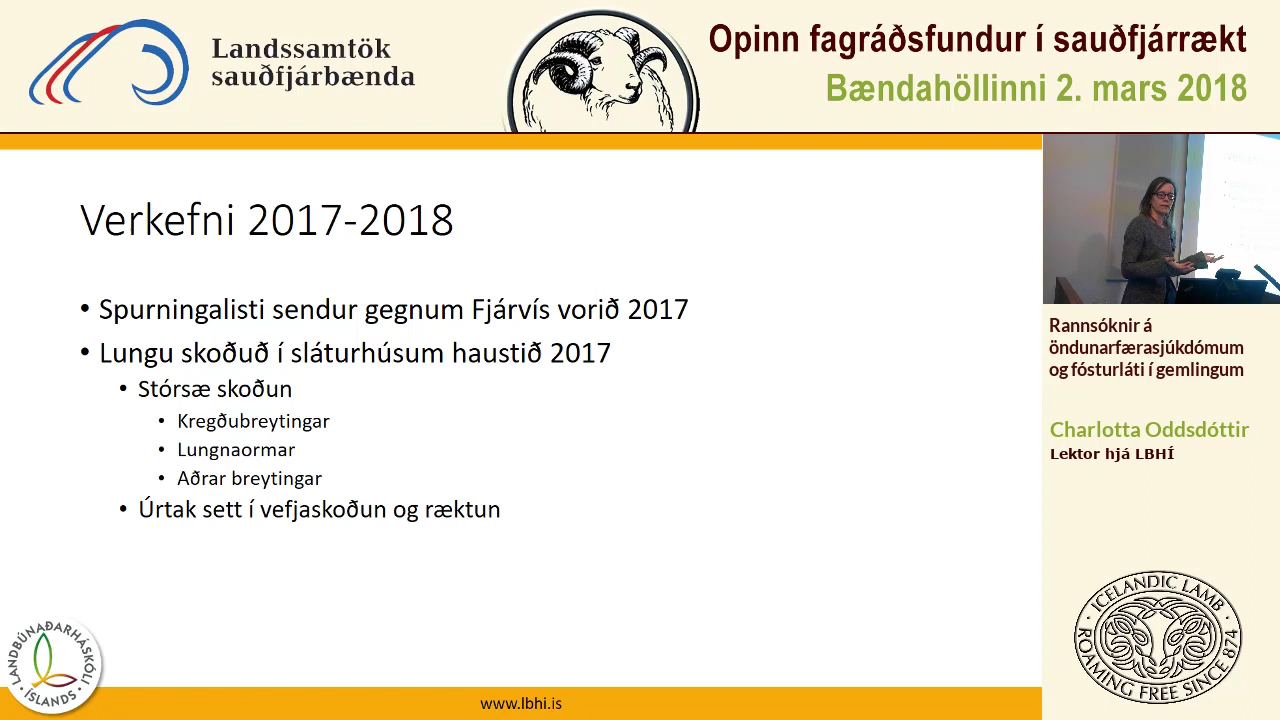 Landssamtök
sauðfjárbænda
Opinn fagráðsfundur í sauðfjárrækt
Bændahöllinni 2. mars 2018
Verkefni 2017-2018
• Spurningalisti sendur gegnum Fjárvís vorið 2017
• Lungu skoðuð í sláturhúsum haustið 2017
• Stórsæ skoðun
• Kregðubreytingar
• Lungnaormar
• Aðrar breytingar
• Úrtak sett í vefjaskoðun og ræktun
Rannsóknir á
öndunarfærasjúkdómum
og fósturláti í gemlingum
Charlotta Oddsdóttir
Lektor hjá LBHÍ
· ICELANDIC LAMB ·
ROAMING FREE SINCE 874
LANDBÚNAÐARHÁSKÓLI
· ÍSLANDS ·
www.lbhi.is